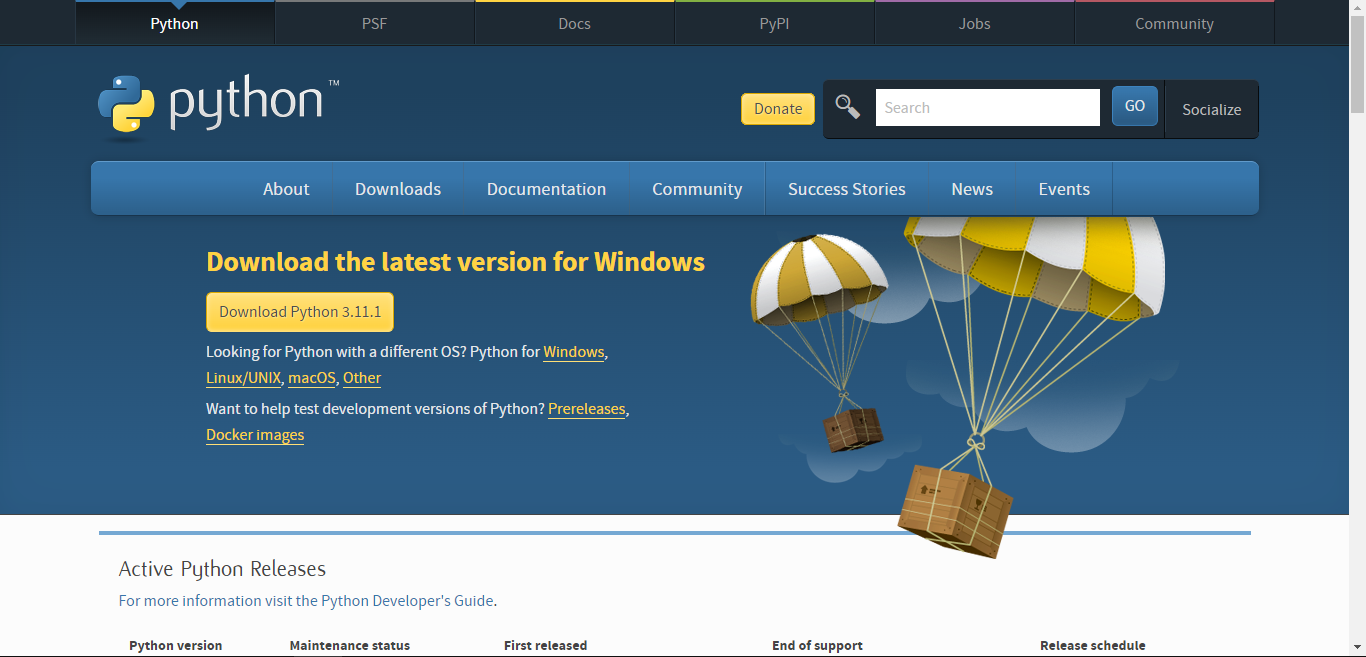 Python PSF Docs PyPI Jobs Community
python™ Donate Search GO Socialize
About Downloads Documentation Community Success Stories News Events
Download the latest version for Windows
Download Python 3.11.1
Looking for Python with a different OS? Python for Windows,
Linux/UNIX, macOS, Other
Want to help test development versions of Python? Prereleases,
Docker images
Active Python Releases
For more information visit the Python Developer's Guide.
Python version Maintenance status First released End of support Release schedule